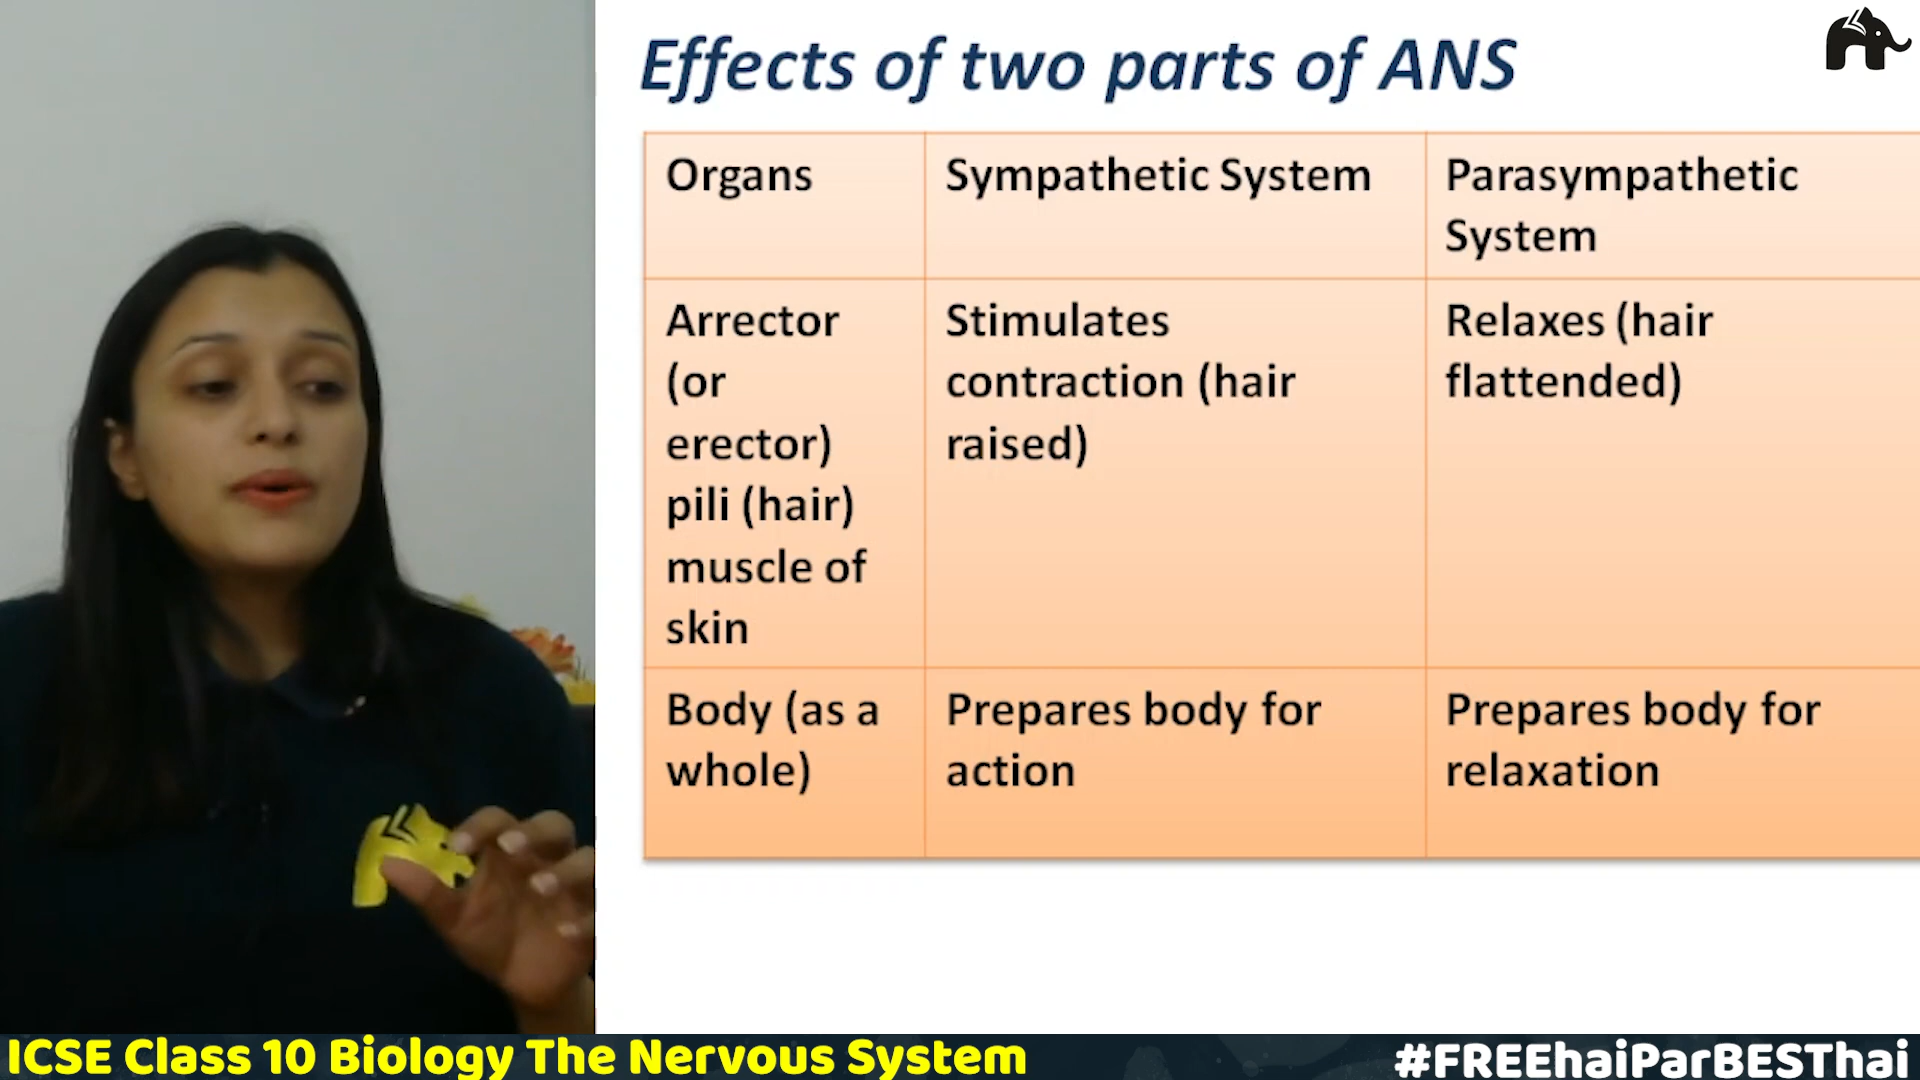 Effects of two parts of ANS
Organs
Sympathetic System
Parasympathetic
System
Arrector
(or
erector)
pili (hair)
muscle of
skin
Stimulates
contraction (hair
raised)
Relaxes (hair
flattended)
Body (as a
whole)
Prepares body for
action
Prepares body for
relaxation
ICSE Class 10 Biology The Nervous System
#FREEhaiParBESThai